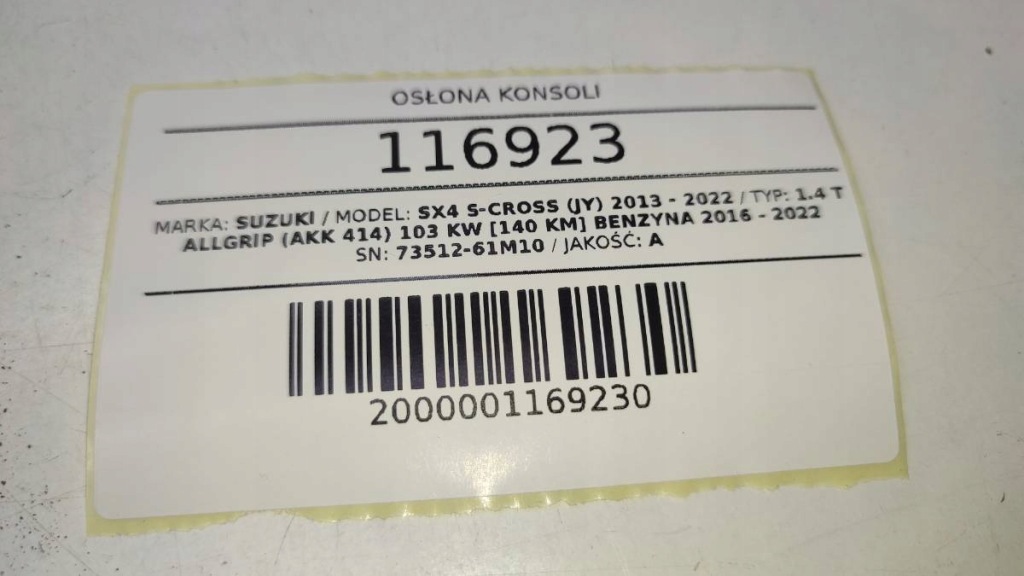 OSŁONA KONSOLI
116923
MARKA: SUZUKI / MODEL: SX4 S-CROSS (JY) 2013 - 2022 / TYP: 1.4 T
ALLGRIP (AKK 414) 103 KW [140 KM] BENZYNA 2016 - 2022
SN: 73512-61M10 / JAKOŚĆ: A
2000001169230